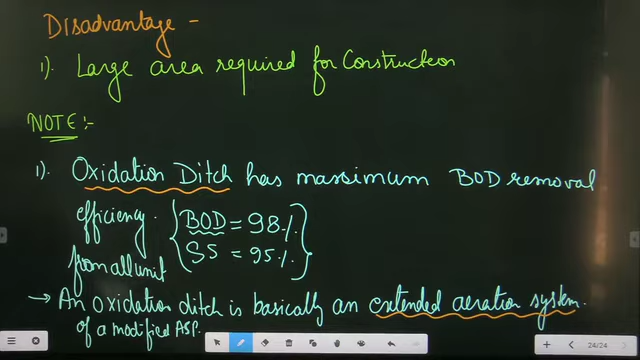 Disadvantage -
1). Large area required for Construction
NOTE :-
1). Oxidation Ditch has maximum BOD removal
efficiency. { BOD = 98%.
SS = 95%. }
from all unit
→ An oxidation ditch is basically an extended aeration system.
of a modified ASP.
24/24